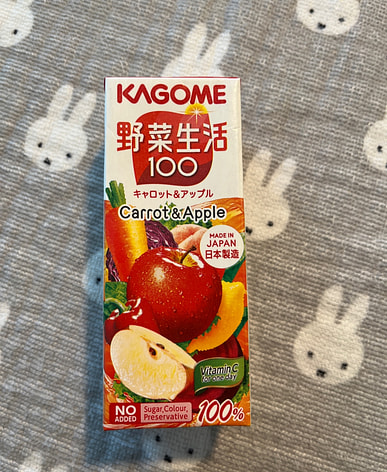 KAGOME
野菜生活
100
キャロット&アップル
Carrot&Apple
MADE IN
JAPAN
日本製造
Vitamin C
for one day
NO
ADDED
Sugar,Colour,
Preservative
100%